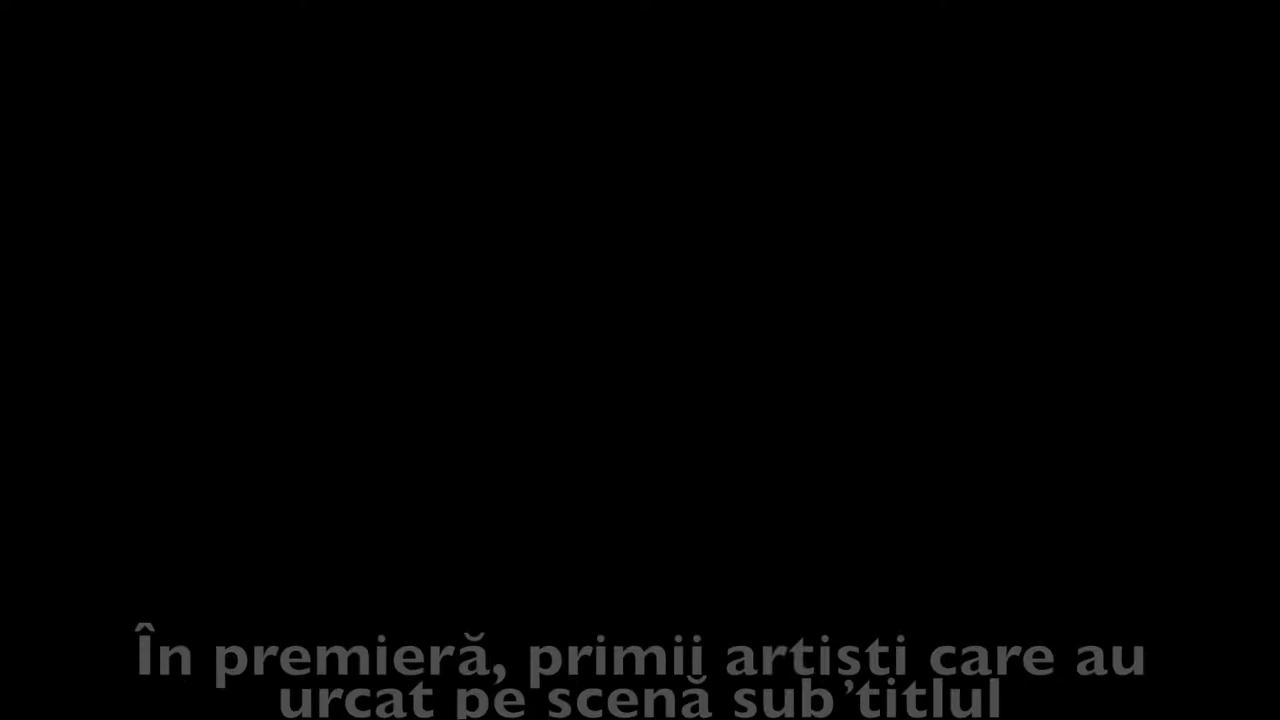 În premieră, primii artiști care au
urcat pe scenă sub titlul